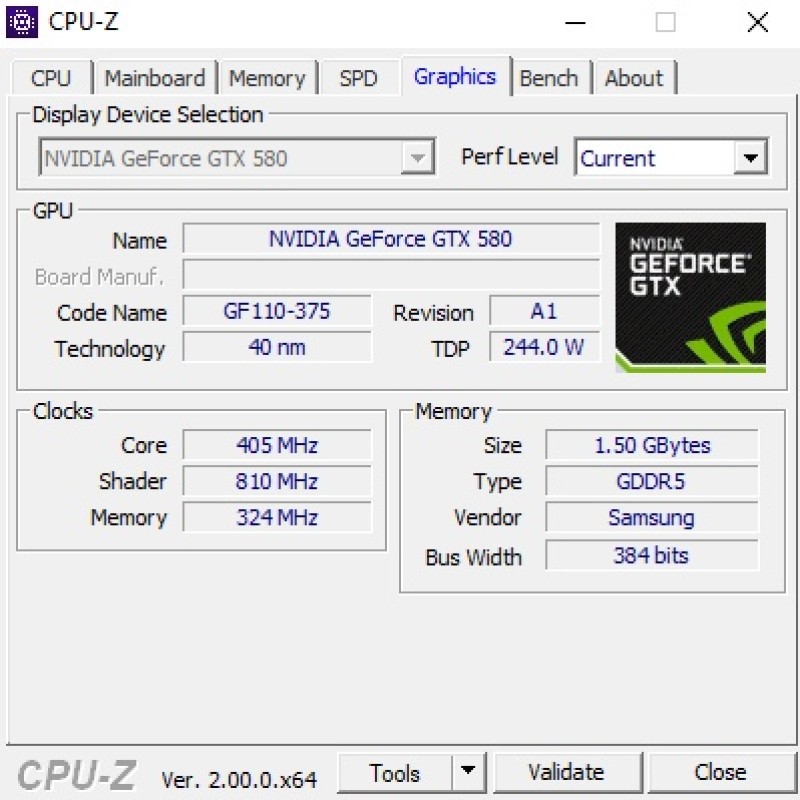 CPU-Z
CPU Mainboard Memory SPD Graphics Bench About
Display Device Selection
NVIDIA GeForce GTX 580 Perf Level Current
GPU
Name NVIDIA GeForce GTX 580
Board Manuf.
Code Name GF110-375 Revision A1
Technology 40 nm TDP 244.0 W
NVIDIA
GEFORCE
GTX
Clocks
Core 405 MHz
Shader 810 MHz
Memory 324 MHz
Memory
Size 1.50 GBytes
Type GDDR5
Vendor Samsung
Bus Width 384 bits
CPU-Z Ver. 2.00.0.x64 Tools Validate Close